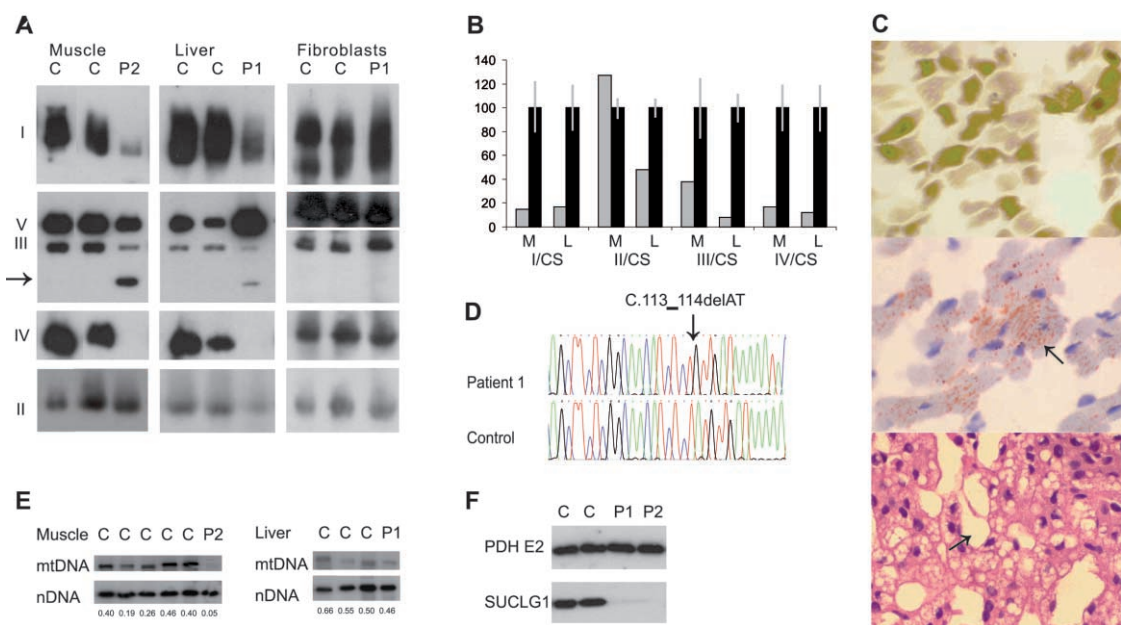 A
Muscle Liver Fibroblasts
C C P2 C C P1 C C P1
I
V
III
IV
II
B
140
120
100
80
60
40
20
0
M L M L M L M L
I/CS II/CS III/CS IV/CS
C
D
C.113_114delAT
Patient 1
Control
E
Muscle C C C C C P2
mtDNA
nDNA
0.40 0.19 0.26 0.46 0.40 0.05
Liver C C C P1
mtDNA
nDNA
0.66 0.55 0.50 0.46
F
C C P1 P2
PDH E2
SUCLG1